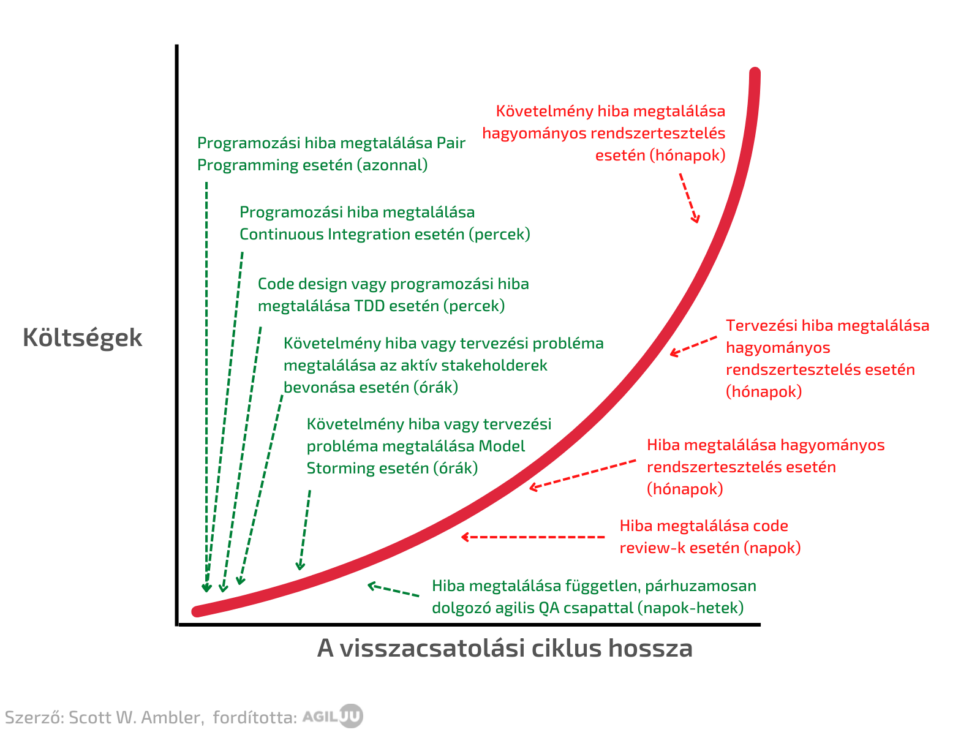 Követelmény hiba megtalálása
hagyományos rendszertesztelés
esetén (hónapok)
Programozási hiba megtalálása Pair
Programming esetén (azonnal)
Programozási hiba megtalálása
Continuous Integration esetén (percek)
Code design vagy programozási hiba
megtalálása TDD esetén (percek)
Költségek
Követelmény hiba vagy tervezési probléma
megtalálása az aktív stakeholderek
bevonása esetén (órák)
Tervezési hiba megtalálása
hagyományos
rendszertesztelés esetén
(hónapok)
Követelmény hiba vagy tervezési
probléma megtalálása Model
Storming esetén (órák)
Hiba megtalálása hagyományos
rendszertesztelés esetén
(hónapok)
Hiba megtalálása code
review-k esetén (napok)
Hiba megtalálása független, párhuzamosan
dolgozó agilis QA csapattal (napok-hetek)
A visszacsatolási ciklus hossza
Szerző: Scott W. Ambler, fordította: AGILJU